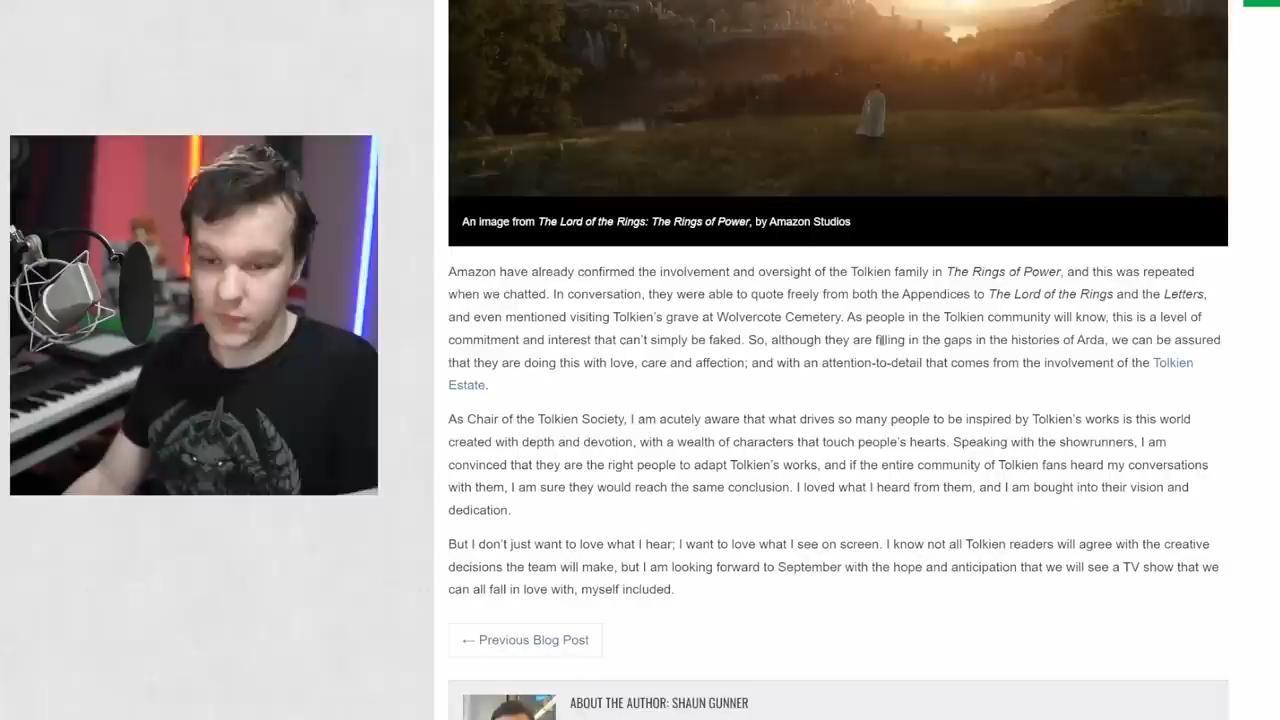 An image from The Lord of the Rings: The Rings of Power, by Amazon Studios
Amazon have already confirmed the involvement and oversight of the Tolkien family in The Rings of Power, and this was repeated
when we chatted. In conversation, they were able to quote freely from both the Appendices to The Lord of the Rings and the Letters,
and even mentioned visiting Tolkien's grave at Wolvercote Cemetery. As people in the Tolkien community will know, this is a level of
commitment and interest that can't simply be faked. So, although they are filling in the gaps in the histories of Arda, we can be assured
that they are doing this with love, care and affection; and with an attention-to-detail that comes from the involvement of the Tolkien
Estate.
As Chair of the Tolkien Society, I am acutely aware that what drives so many people to be inspired by Tolkien's works is this world
created with depth and devotion, with a wealth of characters that touch people's hearts. Speaking with the showrunners, I am
convinced that they are the right people to adapt Tolkien's works, and if the entire community of Tolkien fans heard my conversations
with them, I am sure they would reach the same conclusion. I loved what I heard from them, and I am bought into their vision and
dedication.
But I don't just want to love what I hear; I want to love what I see on screen. I know not all Tolkien readers will agree with the creative
decisions the team will make, but I am looking forward to September with the hope and anticipation that we will see a TV show that we
can all fall in love with, myself included.
← Previous Blog Post
ABOUT THE AUTHOR: SHAUN GUNNER